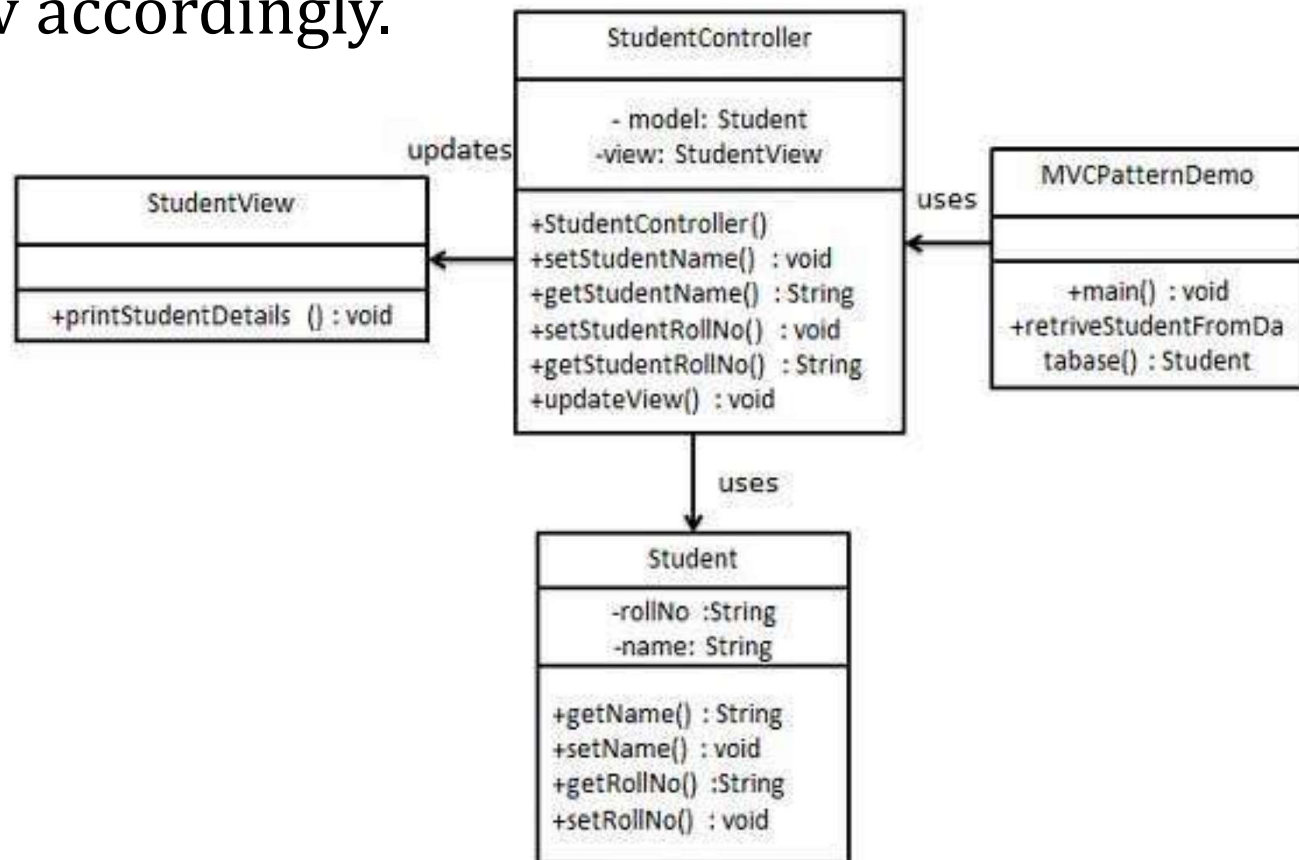 w accordingly.
StudentController
- model: Student
-view: StudentView
+StudentController()
+setStudentName() : void
+getStudentName() : String
+setStudentRollNo() : void
+getStudentRollNo() : String
+updateView() : void
updates
StudentView
+printStudentDetails () : void
uses
MVCPatternDemo
+main() : void
+retriveStudentFromDa
tabase() : Student
uses
Student
-rollNo :String
-name: String
+getName() : String
+setName() : void
+getRollNo() :String
+setRollNo() : void